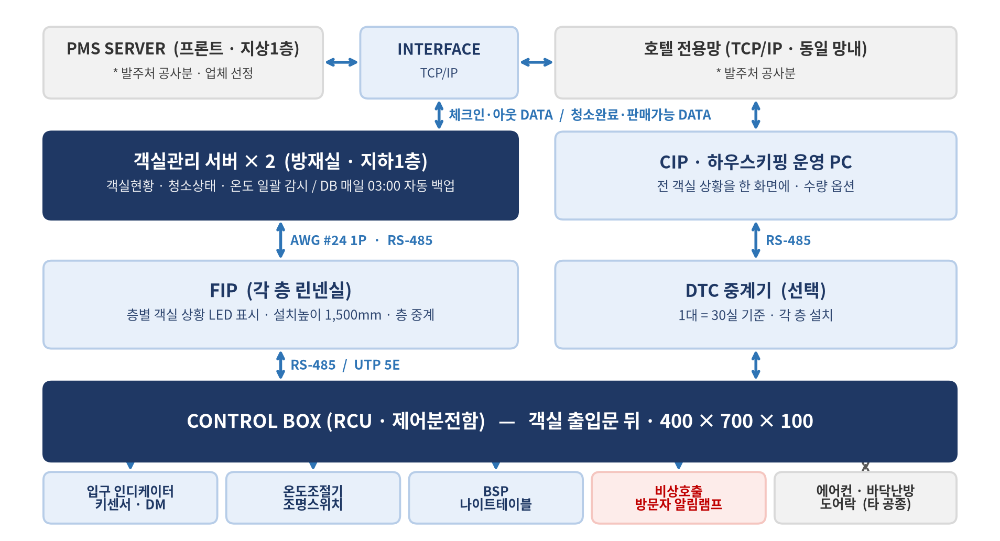 PMS SERVER (프론트 · 지상1층)
* 발주처 공사분 · 업체 선정
INTERFACE
TCP/IP
호텔 전용망 (TCP/IP · 동일 망내)
* 발주처 공사분
체크인·아웃 DATA / 청소완료·판매가능 DATA
객실관리 서버 × 2 (방재실 · 지하1층)
객실현황 · 청소상태 · 온도 일괄 감시 / DB 매일 03:00 자동 백업
CIP · 하우스키핑 운영 PC
전 객실 상황을 한 화면에 · 수량 옵션
AWG #24 1P · RS-485
RS-485
FIP (각 층 린넨실)
층별 객실 상황 LED 표시 · 설치높이 1,500mm · 층 중계
DTC 중계기 (선택)
1대 = 30실 기준 · 각 층 설치
RS-485 / UTP 5E
CONTROL BOX (RCU · 제어분전함) — 객실 출입문 뒤 · 400 × 700 × 100
입구 인디케이터
키센서 · DM
온도조절기
조명스위치
BSP
나이트테이블
비상호출
방문자 알림램프
에어컨 · 바닥난방
도어락 (타 공종)